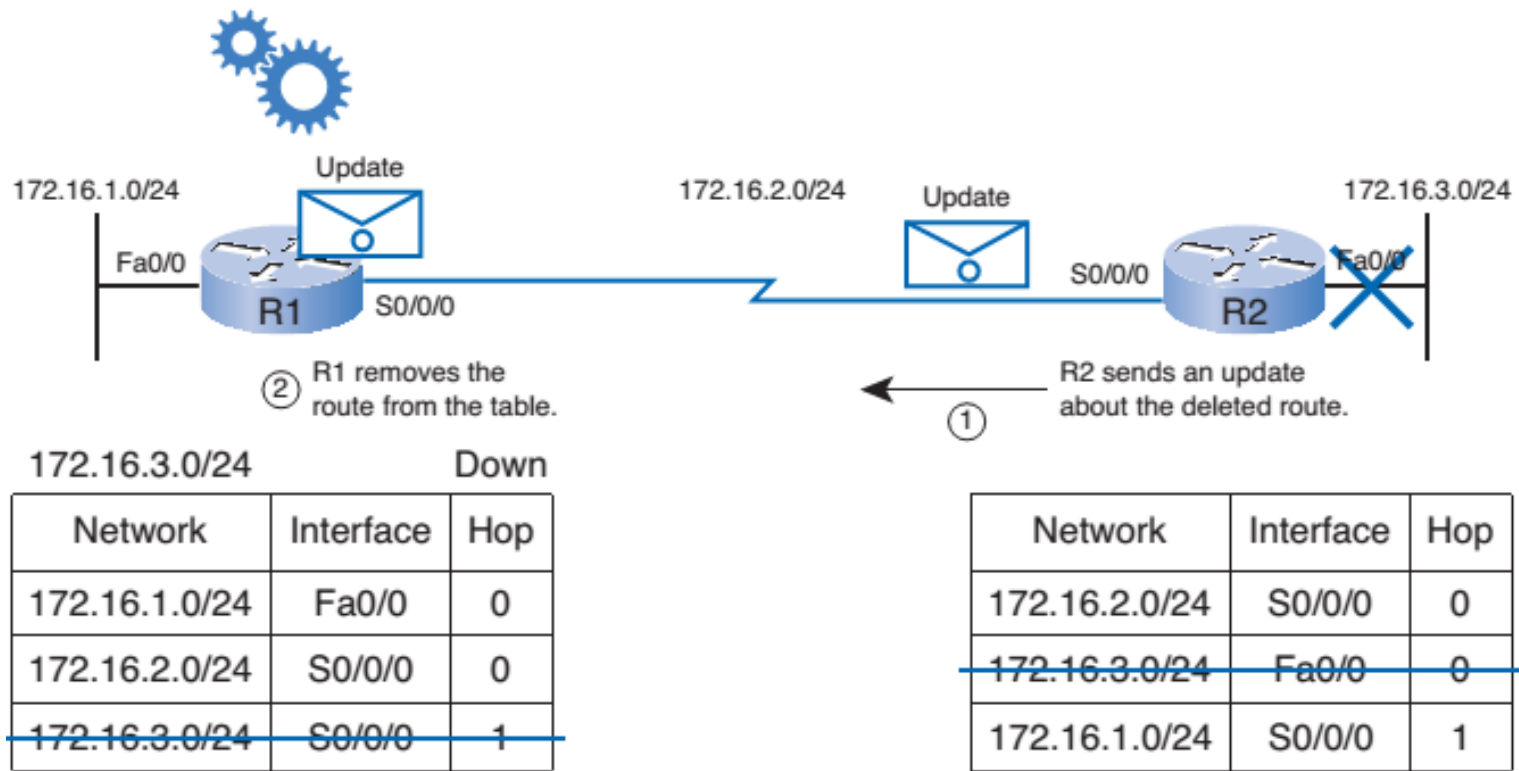 Update
172.16.1.0/24
172.16.2.0/24
Update
172.16.3.0/24
Fa0/0
R1
S0/0/0
S0/0/0
R2
Fa0/0
2 R1 removes the
route from the table.
1
R2 sends an update
about the deleted route.
172.16.3.0/24 Down
Network Interface Hop
172.16.1.0/24 Fa0/0 0
172.16.2.0/24 S0/0/0 0
172.16.3.0/24 S0/0/0 1
Network Interface Hop
172.16.2.0/24 S0/0/0 0
172.16.3.0/24 Fa0/0 0
172.16.1.0/24 S0/0/0 1